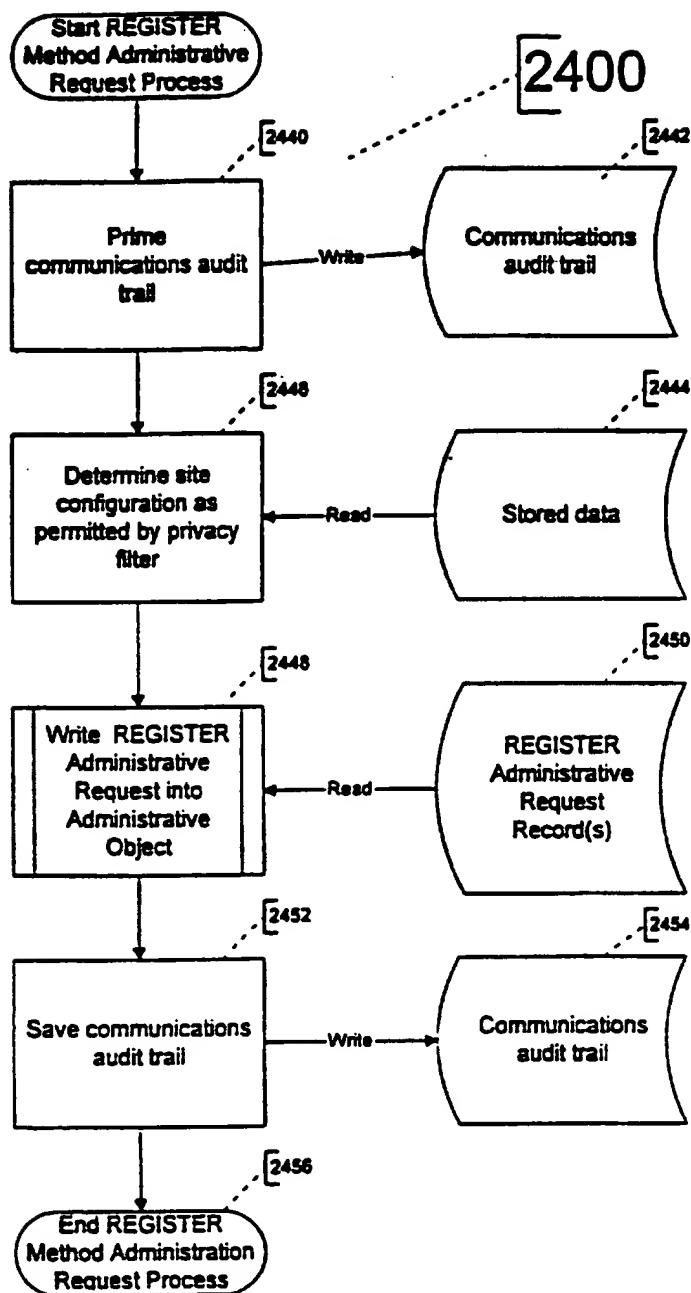 Start REGISTER
Method Administrative
Request Process
2400
2440
2442
Prime
communications audit
trail
Write
Communications
audit trail
2448
2444
Determine site
configuration as
permitted by privacy
filter
Read
Stored data
2448
2450
Write REGISTER
Administrative
Request into
Administrative
Object
Read
REGISTER
Administrative
Request
Record(s)
2452
2454
Save communications
audit trail
Write
Communications
audit trail
2456
End REGISTER
Method Administration
Request Process